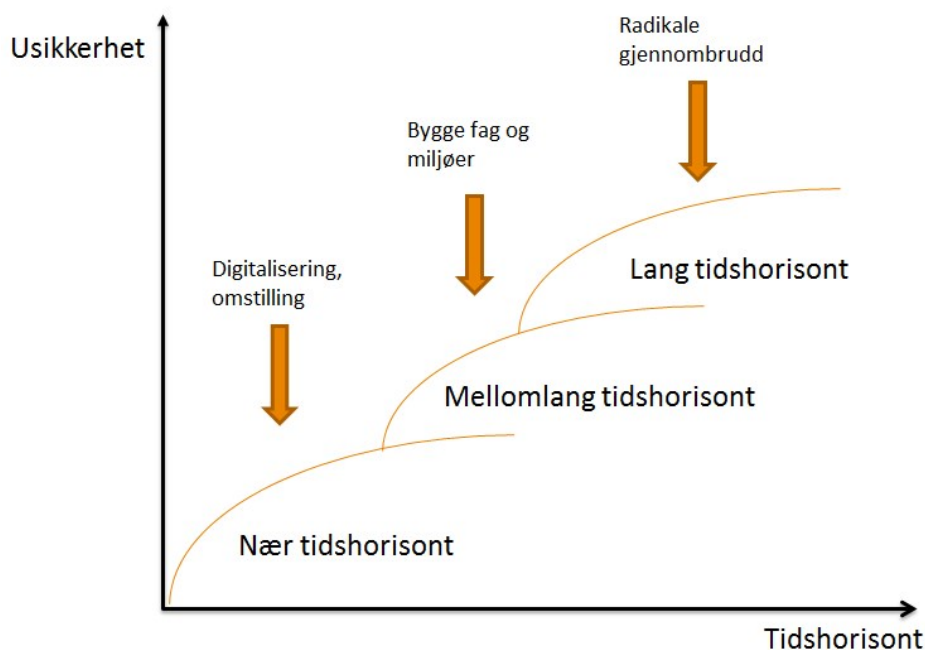 Usikkerhet
Radikale
gjennombrudd
Bygge fag og
miljøer
Digitalisering,
omstilling
Lang tidshorisont
Mellomlang tidshorisont
Nær tidshorisont
Tidshorisont